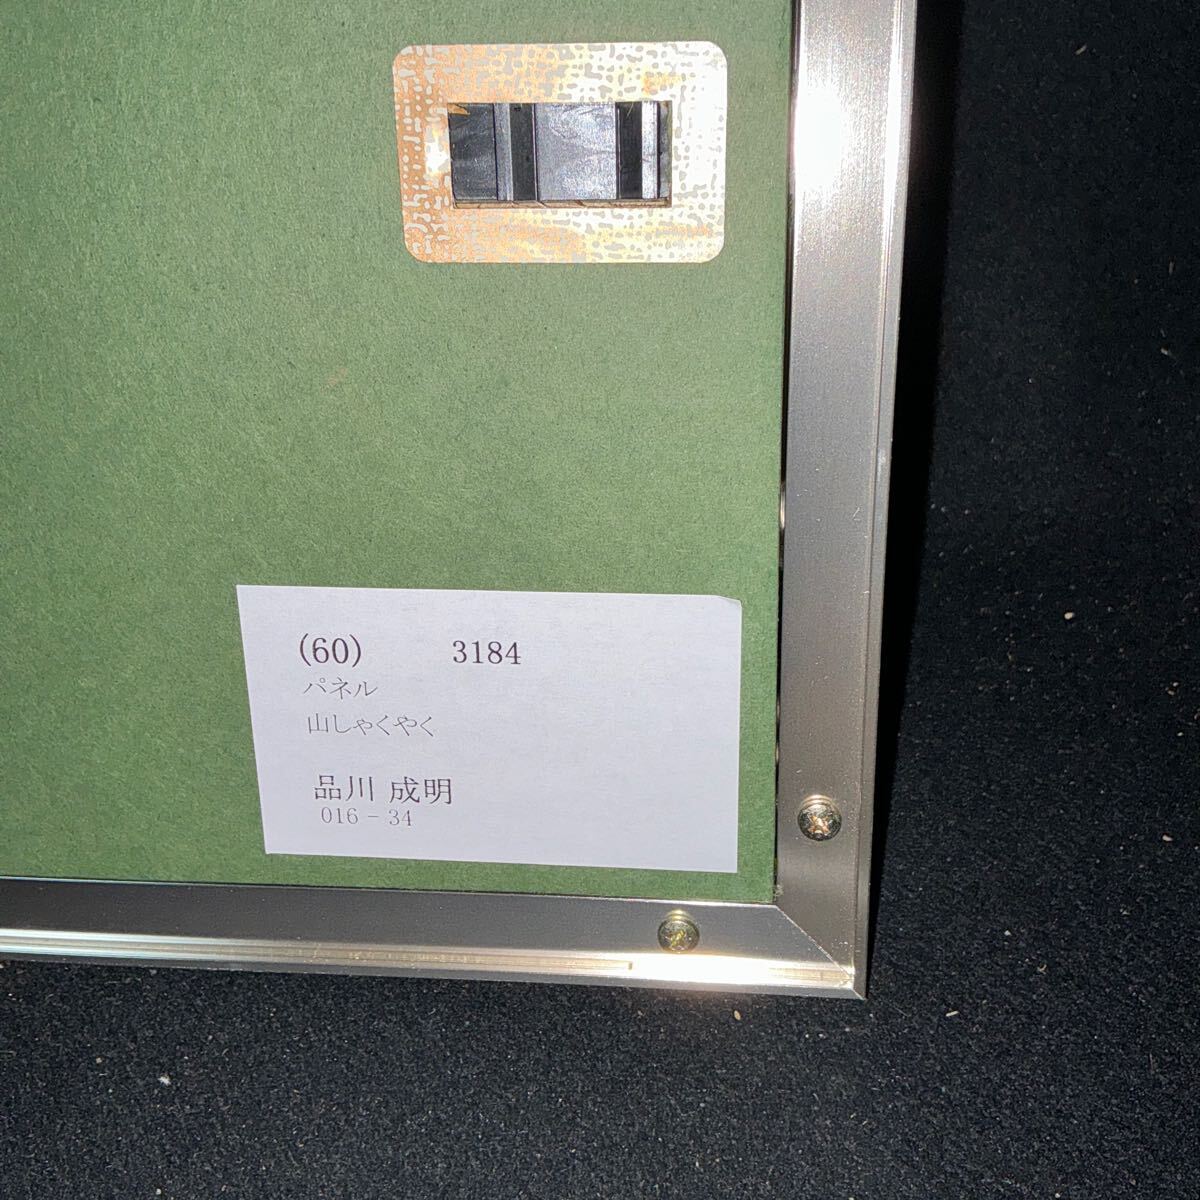 (60) 3184
パネル
山しゃくやく
品川 成明
016 - 34